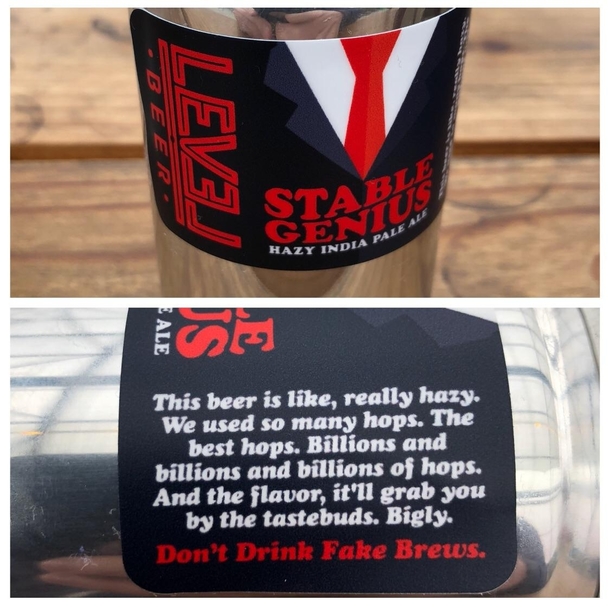 LEVEL
·BEER·
STABLE
GENIUS
HAZY INDIA PALE ALE
E
US
E ALE
This beer is like, really hazy.
We used so many hops. The
best hops. Billions and
billions and billions of hops.
And the flavor, it'll grab you
by the tastebuds. Bigly.
Don't Drink Fake Brews.